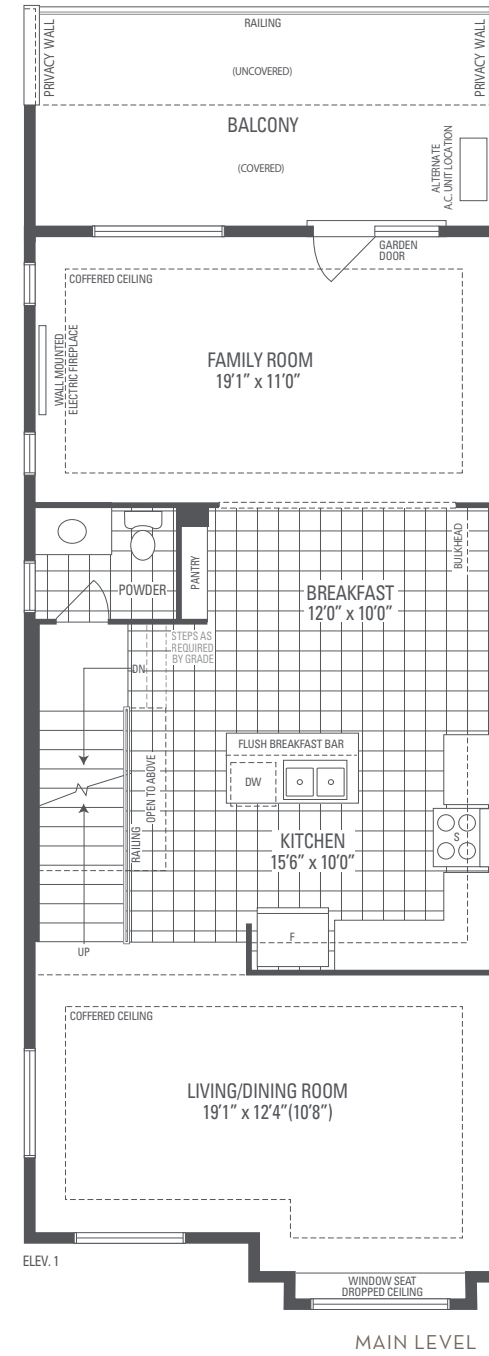 RAILING
PRIVACY WALL
PRIVACY WALL
(UNCOVERED)
BALCONY
(COVERED)
ALTERNATE
A.C. UNIT LOCATION
GARDEN
DOOR
COFFERED CEILING
WALL MOUNTED
ELECTRIC FIREPLACE
FAMILY ROOM
19'1" x 11'0"
BULKHEAD
PANTRY
POWDER
BREAKFAST
12'0" x 10'0"
STEPS AS
REQUIRED
BY GRADE
DN
FLUSH BREAKFAST BAR
DW
OPEN TO ABOVE
RAILING
KITCHEN
15'6" x 10'0"
S
F
UP
COFFERED CEILING
LIVING/DINING ROOM
19'1" x 12'4"(10'8")
ELEV. 1
WINDOW SEAT
DROPPED CEILING
MAIN LEVEL